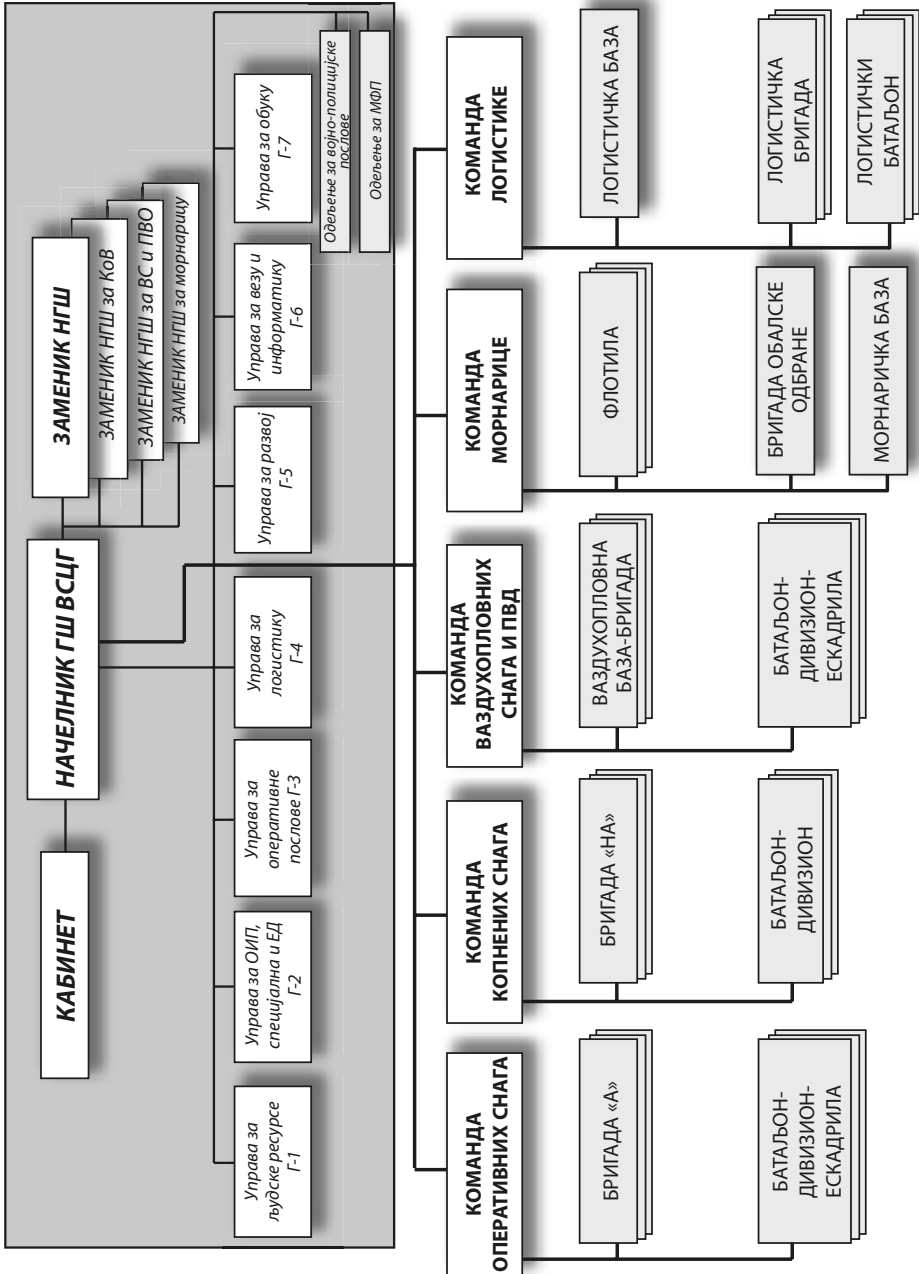 КАБИНЕТ
НАЧЕЛНИК ГШ ВСЦГ
ЗАМЕНИК НГШ
ЗАМЕНИК НГШ за КоВ
ЗАМЕНИК НГШ за ВС и ПВО
ЗАМЕНИК НГШ за морнарицу
Управа за
људске ресурсе
Г-1
Управа за ОИП,
специјална и ЕД
Г-2
Управа за
оперативне
послове Г-3
Управа за
логистику
Г-4
Управа за развој
Г-5
Управа за везу и
информатику
Г-6
Управа за обуку
Г-7
Одељење за војно-полицијске
послове
Одељење за МФП
КОМАНДА
ОПЕРАТИВНИХ СНАГА
БРИГАДА «А»
БАТАЉОН-
ДИВИЗИОН-
ЕСКАДРИЛА
КОМАНДА
КОПНЕНИХ СНАГА
БРИГАДА «НА»
БАТАЉОН-
ДИВИЗИОН
КОМАНДА
ВАЗДУХОПЛОВНИХ
СНАГА И ПВД
ВАЗДУХОПЛОВНА
БАЗА-БРИГАДА
БАТАЉОН-
ДИВИЗИОН-
ЕСКАДРИЛА
КОМАНДА
МОРНАРИЦЕ
ФЛОТИЛА
БРИГАДА ОБАЛСКЕ
ОДБРАНЕ
МОРНАРИЧКА БАЗА
КОМАНДА
ЛОГИСТИКЕ
ЛОГИСТИЧКА БАЗА
ЛОГИСТИЧКА
БРИГАДА
ЛОГИСТИЧКИ
БАТАЉОН